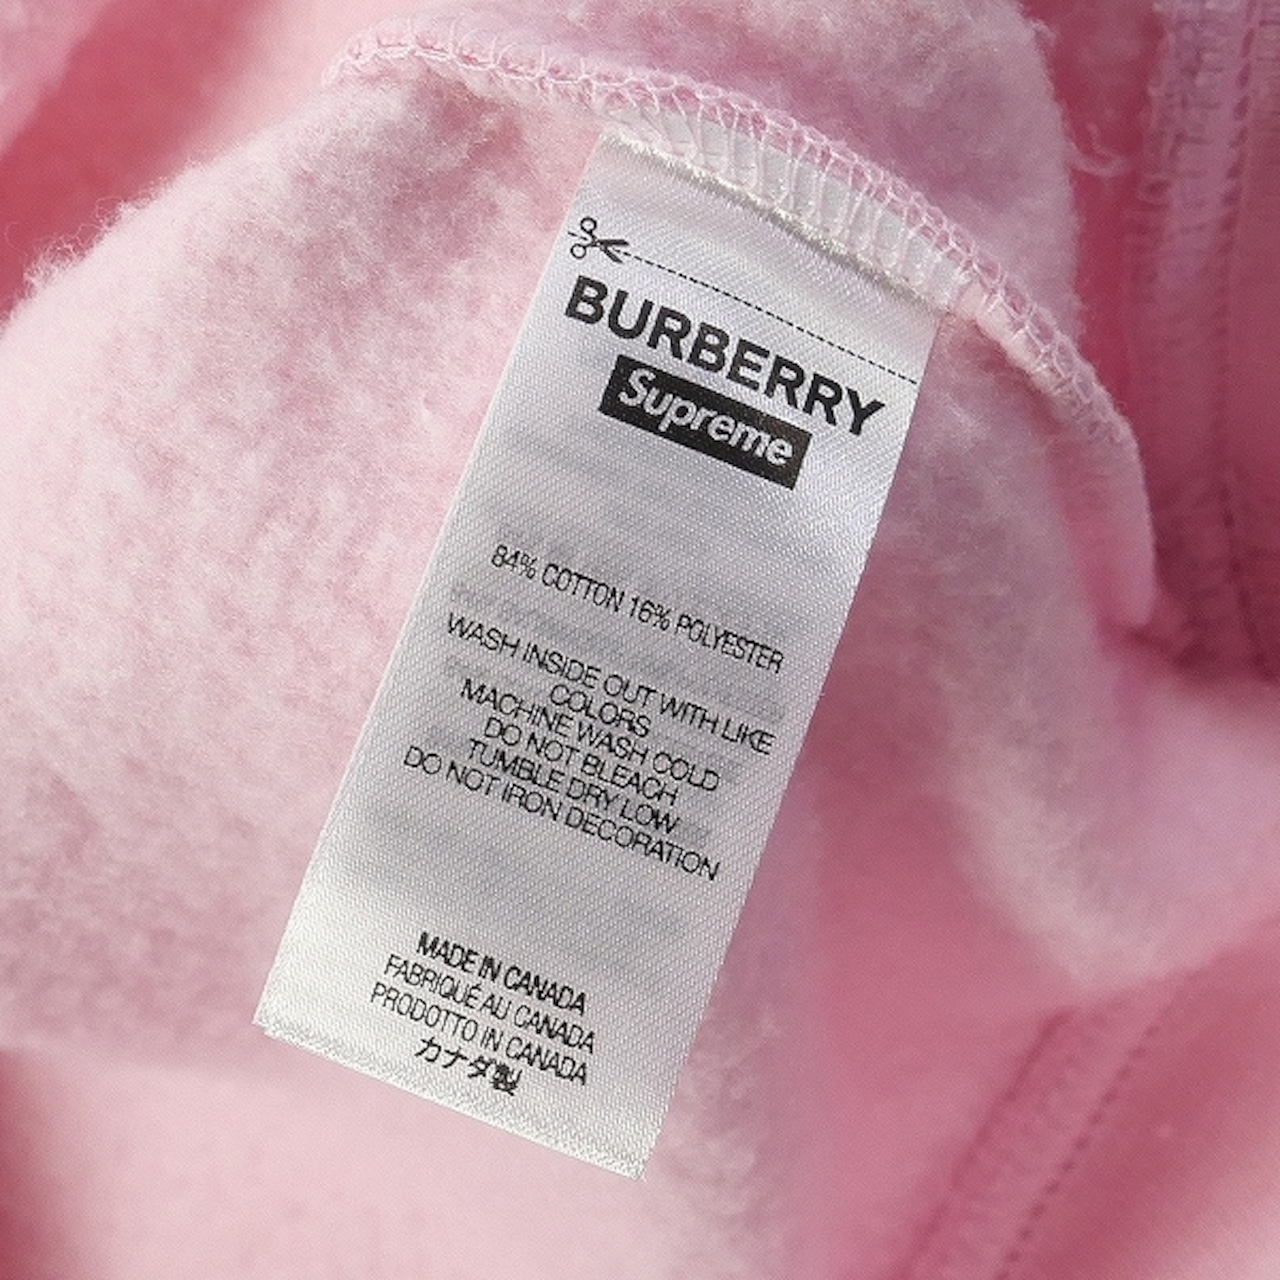 BURBERRY
Supreme
84% COTTON 16% POLYESTER
WASH INSIDE OUT WITH LIKE
COLORS
MACHINE WASH COLD
DO NOT BLEACH
TUMBLE DRY LOW
DO NOT IRON DECORATION
MADE IN CANADA
FABRIQUÉ AU CANADA
PRODOTTO IN CANADA
カナダ製